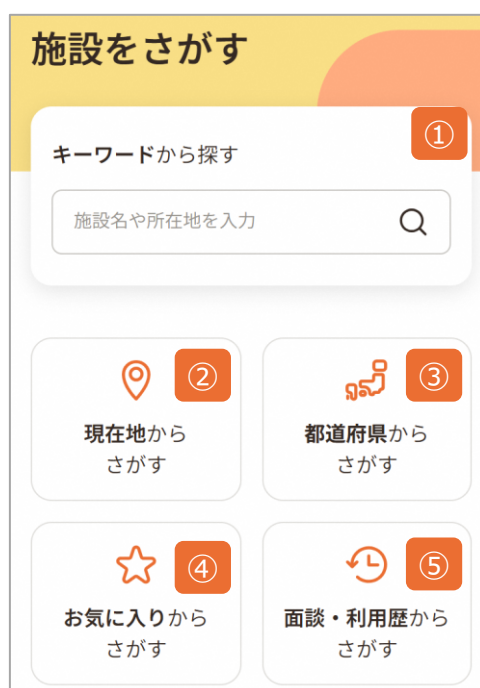 施設をさがす
①
キーワードから探す
施設名や所在地を入力
②
現在地から
さがす
③
都道府県から
さがす
④
お気に入りから
さがす
⑤
面談・利用歴から
さがす